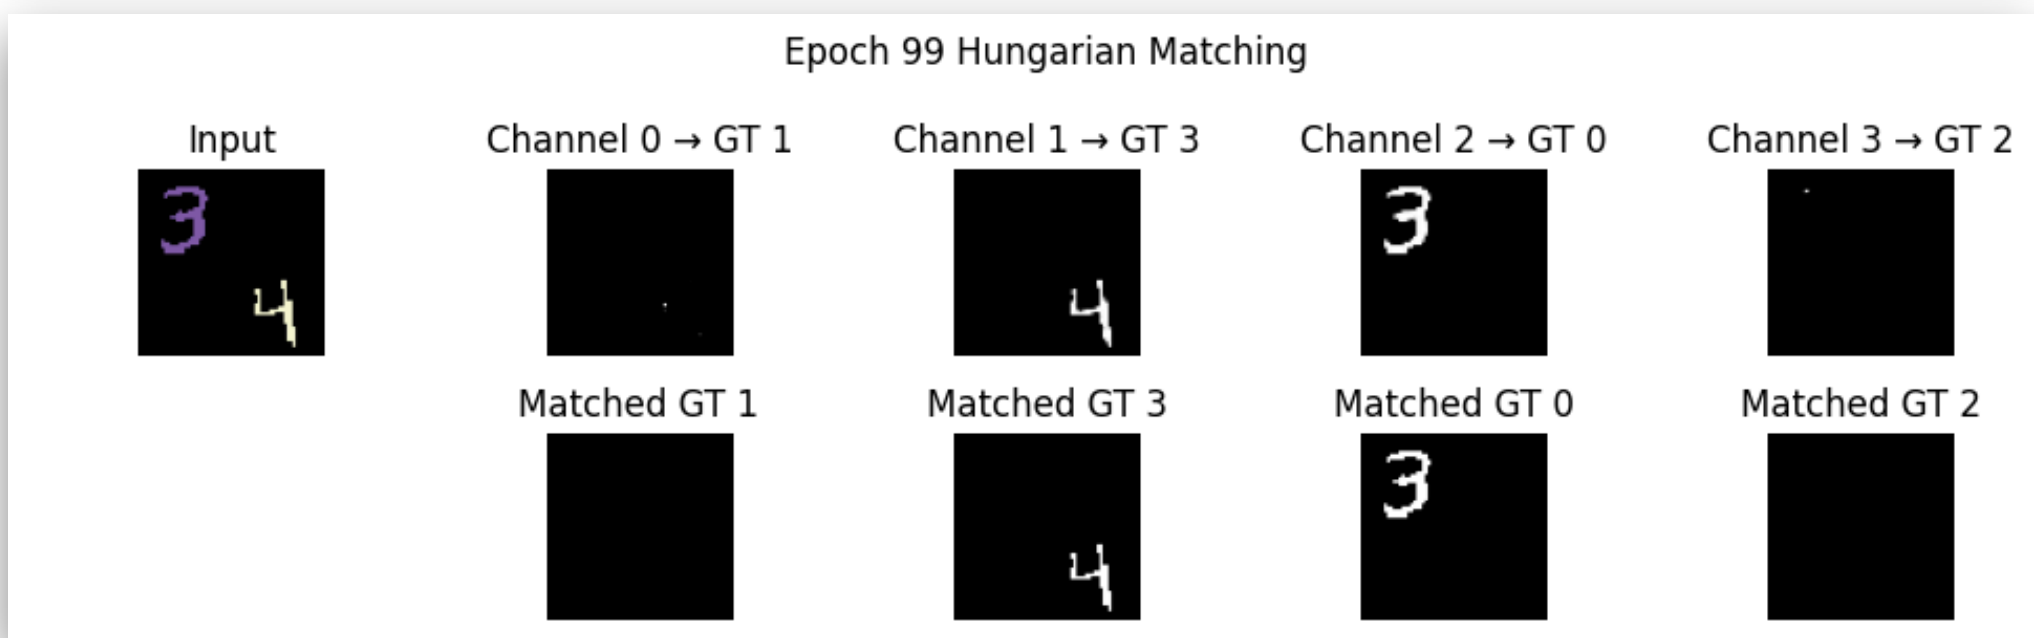 Epoch 99 Hungarian Matching
Input
Channel 0 → GT 1
Channel 1 → GT 3
Channel 2 → GT 0
Channel 3 → GT 2
3
4
4
3
Matched GT 1
Matched GT 3
Matched GT 0
Matched GT 2
4
3